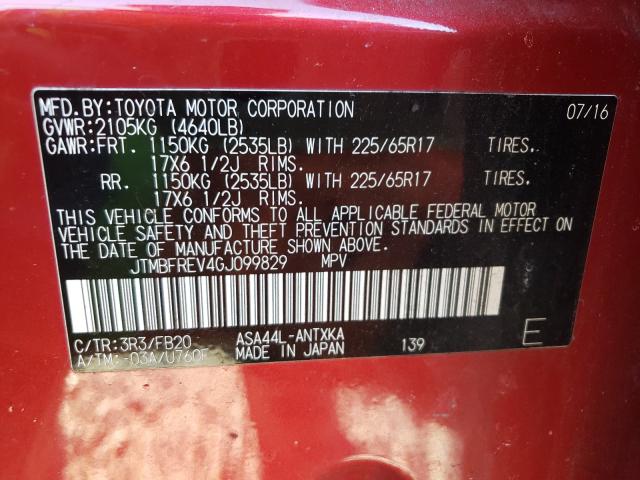 MFD.BY:TOYOTA MOTOR CORPORATION 07/16
GVWR:2105KG (4640LB)
GAWR:FRT. 1150KG (2535LB) WITH 225/65R17 TIRES.
17X6 1/2J RIMS.
RR. 1150KG (2535LB) WITH 225/65R17 TIRES.
17X6 1/2J RIMS.
THIS VEHICLE CONFORMS TO ALL APPLICABLE FEDERAL MOTOR
VEHICLE SAFETY AND THEFT PREVENTION STANDARDS IN EFFECT ON
THE DATE OF MANUFACTURE SHOWN ABOVE.
JTMBFREV4GJ099829 MPV
C/TR:3R3/FB20 ASA44L-ANTXKA
A/TM:-03A/U760F MADE IN JAPAN 139 E